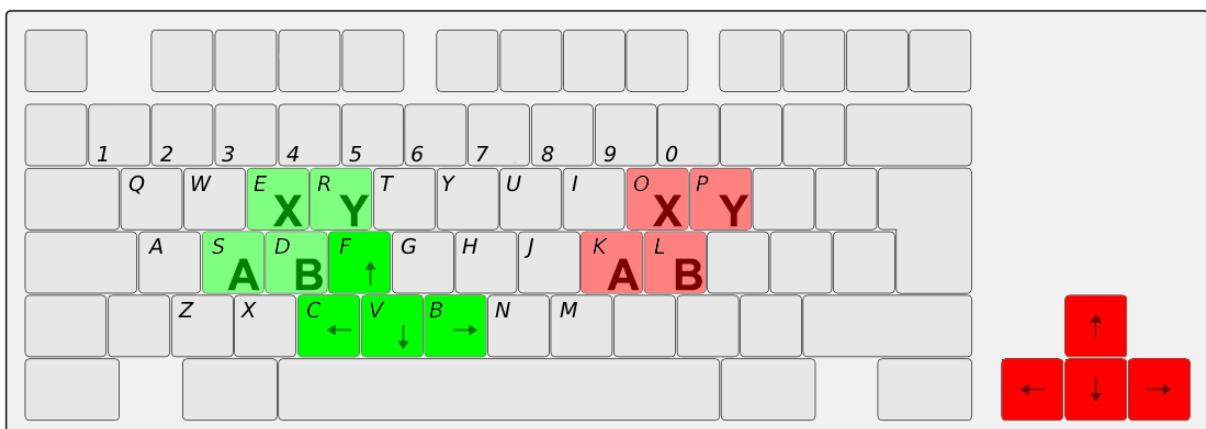 1 2 3 4 5 6 7 8 9 0
Q W E X R Y T Y U I O X P Y
A S A D B F ↑ G H J K A L B
Z X C ← V ↓ B → N M ↑
← ↓ →